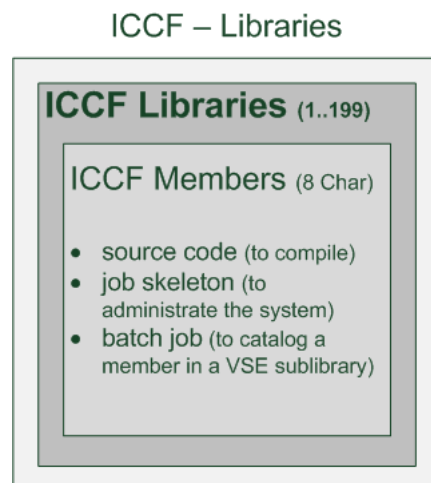 ICCF – Libraries
ICCF Libraries (1..199)
ICCF Members (8 Char)
• source code (to compile)
• job skeleton (to
administrate the system)
• batch job (to catalog a
member in a VSE sublibrary)